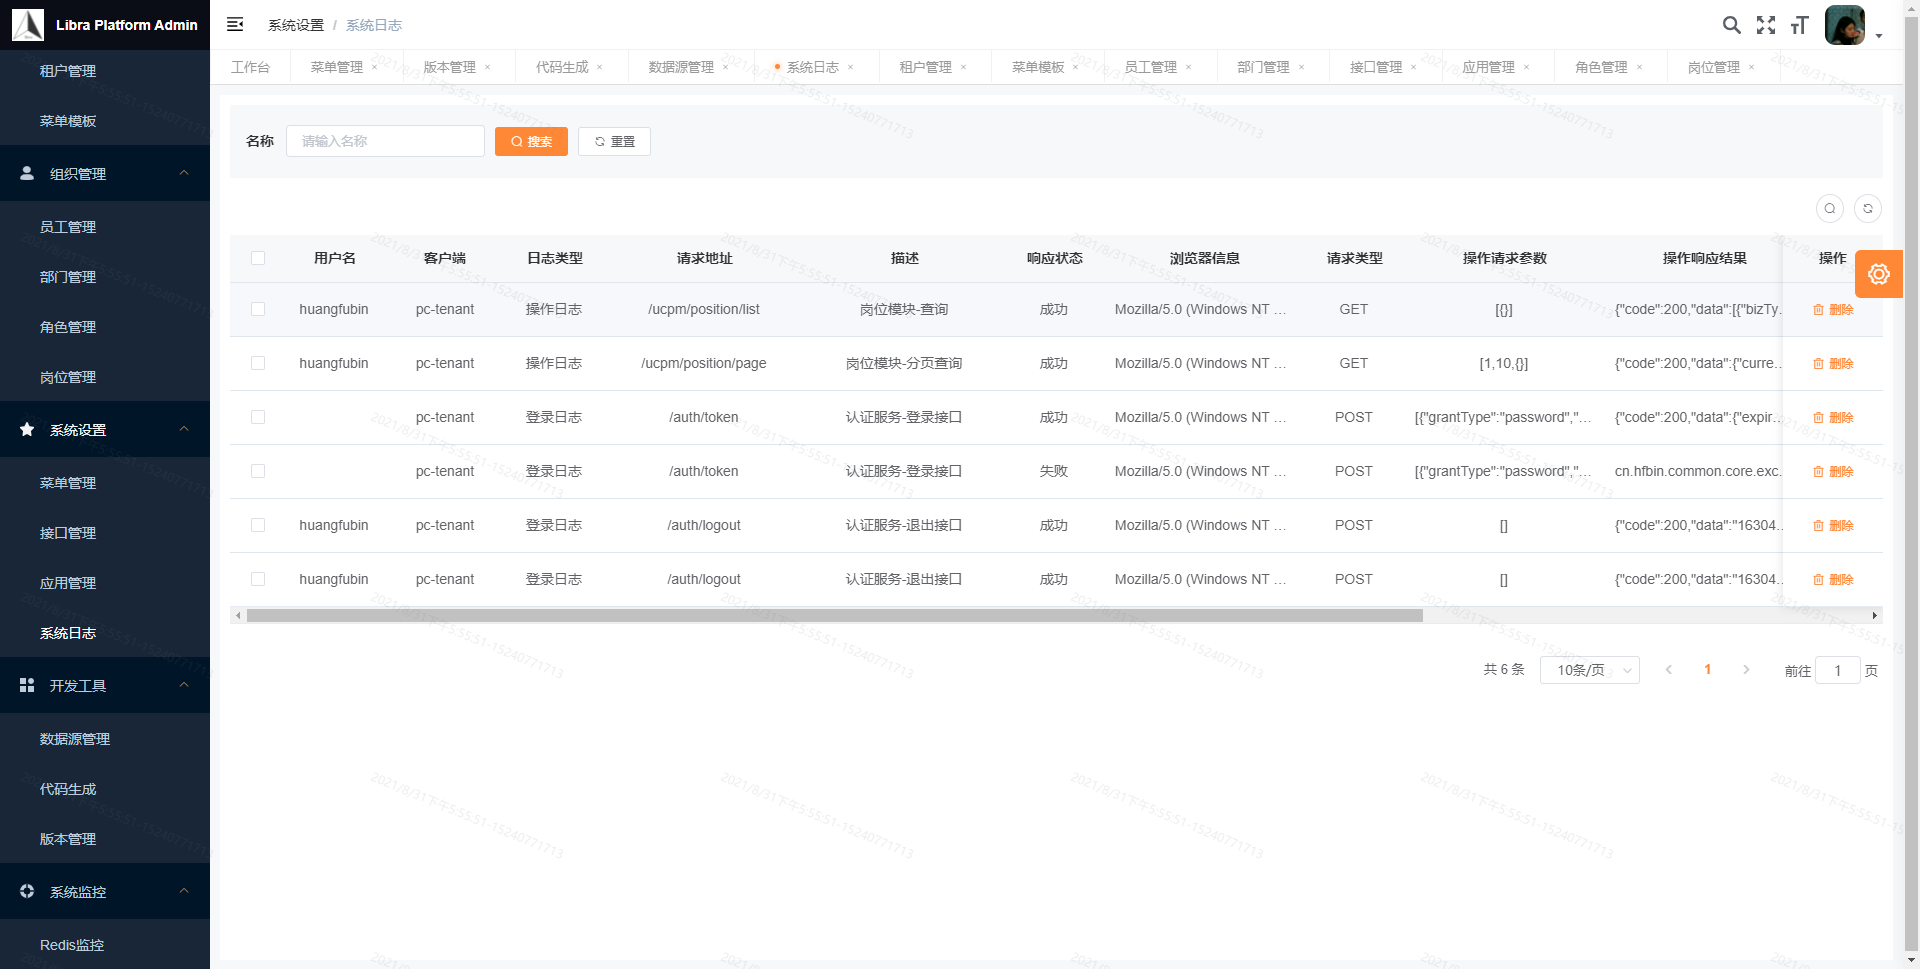 Libra Platform Admin
租户管理
菜单模板
组织管理
员工管理
部门管理
角色管理
岗位管理
系统设置
菜单管理
接口管理
应用管理
系统日志
开发工具
数据源管理
代码生成
版本管理
系统监控
Redis监控
系统设置 / 系统日志
工作台 菜单管理 × 版本管理 × 代码生成 × 数据源管理 × 系统日志 × 租户管理 × 菜单模板 × 员工管理 × 部门管理 × 接口管理 × 应用管理 × 角色管理 × 岗位管理 ×
名称 请输入名称 搜索 重置
用户名 客户端 日志类型 请求地址 描述 响应状态 浏览器信息 请求类型 操作请求参数 操作响应结果 操作
huangfubin pc-tenant 操作日志 /ucpm/position/list 岗位模块-查询 成功 Mozilla/5.0 (Windows NT ... GET [{}] {"code":200,"data":[{"bizTy... 删除
huangfubin pc-tenant 操作日志 /ucpm/position/page 岗位模块-分页查询 成功 Mozilla/5.0 (Windows NT ... GET [1,10,{}] {"code":200,"data":{"curre... 删除
pc-tenant 登录日志 /auth/token 认证服务-登录接口 成功 Mozilla/5.0 (Windows NT ... POST [{"grantType":"password","... {"code":200,"data":{"expir... 删除
pc-tenant 登录日志 /auth/token 认证服务-登录接口 失败 Mozilla/5.0 (Windows NT ... POST [{"grantType":"password","... cn.hfbin.common.core.exc... 删除
huangfubin pc-tenant 登录日志 /auth/logout 认证服务-退出接口 成功 Mozilla/5.0 (Windows NT ... POST [] {"code":200,"data":"16304... 删除
huangfubin pc-tenant 登录日志 /auth/logout 认证服务-退出接口 成功 Mozilla/5.0 (Windows NT ... POST [] {"code":200,"data":"16304... 删除
共 6 条 10条/页 1 前往 1 页
2021/8/31下午5:55:51-15240771713